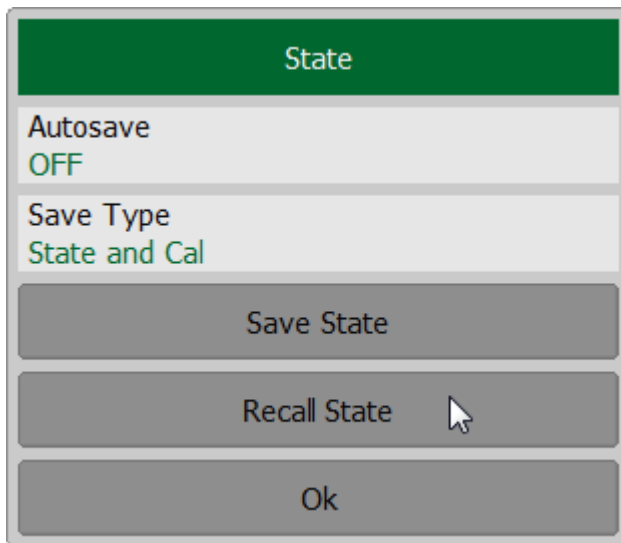 State
Autosave
OFF
Save Type
State and Cal
Save State
Recall State
Ok